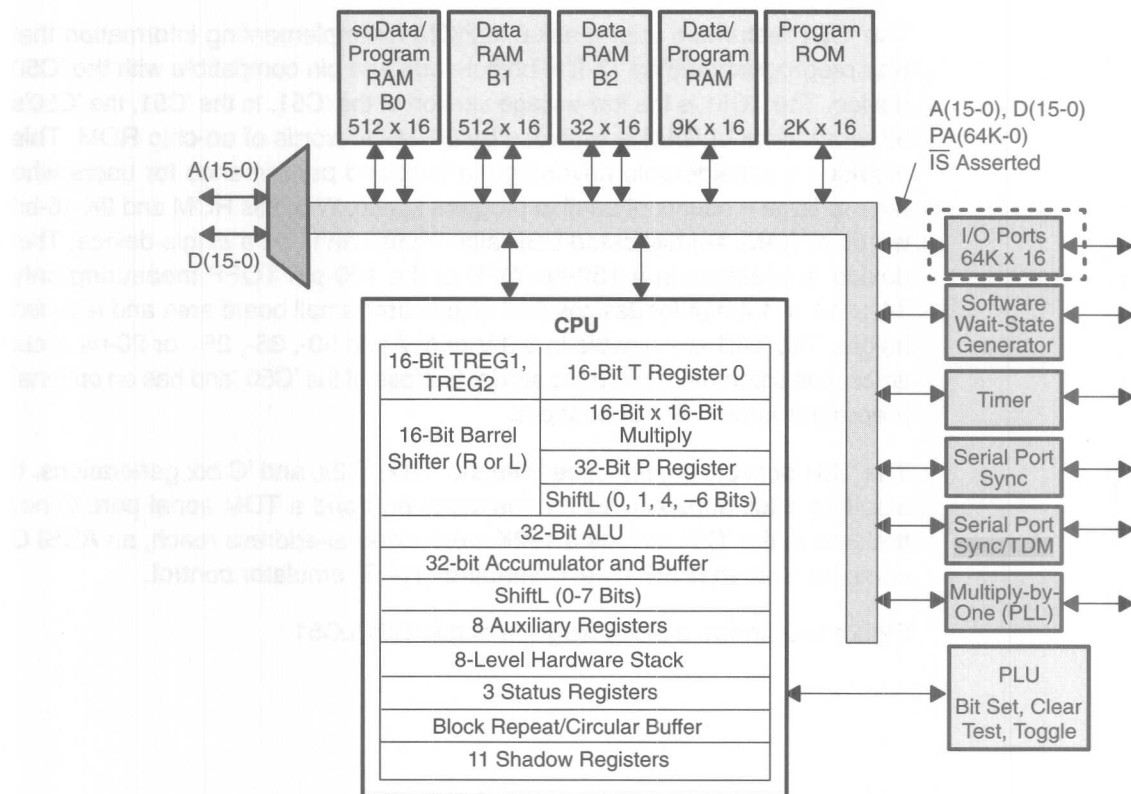 sqData/
Program
RAM
B0
512 x 16
Data
RAM
B1
512 x 16
Data
RAM
B2
32 x 16
Data/
Program
RAM
9K x 16
Program
ROM
2K x 16
A(15-0), D(15-0)
PA(64K-0)
IS Asserted
A(15-0)
D(15-0)
I/O Ports
64K x 16
Software
Wait-State
Generator
Timer
Serial Port
Sync
Serial Port
Sync/TDM
Multiply-by-
One (PLL)
PLU
Bit Set, Clear
Test, Toggle
CPU
16-Bit TREG1,
TREG2
16-Bit T Register 0
16-Bit Barrel
Shifter (R or L)
16-Bit x 16-Bit
Multiply
32-Bit P Register
ShiftL (0, 1, 4, –6 Bits)
32-Bit ALU
32-bit Accumulator and Buffer
ShiftL (0-7 Bits)
8 Auxiliary Registers
8-Level Hardware Stack
3 Status Registers
Block Repeat/Circular Buffer
11 Shadow Registers